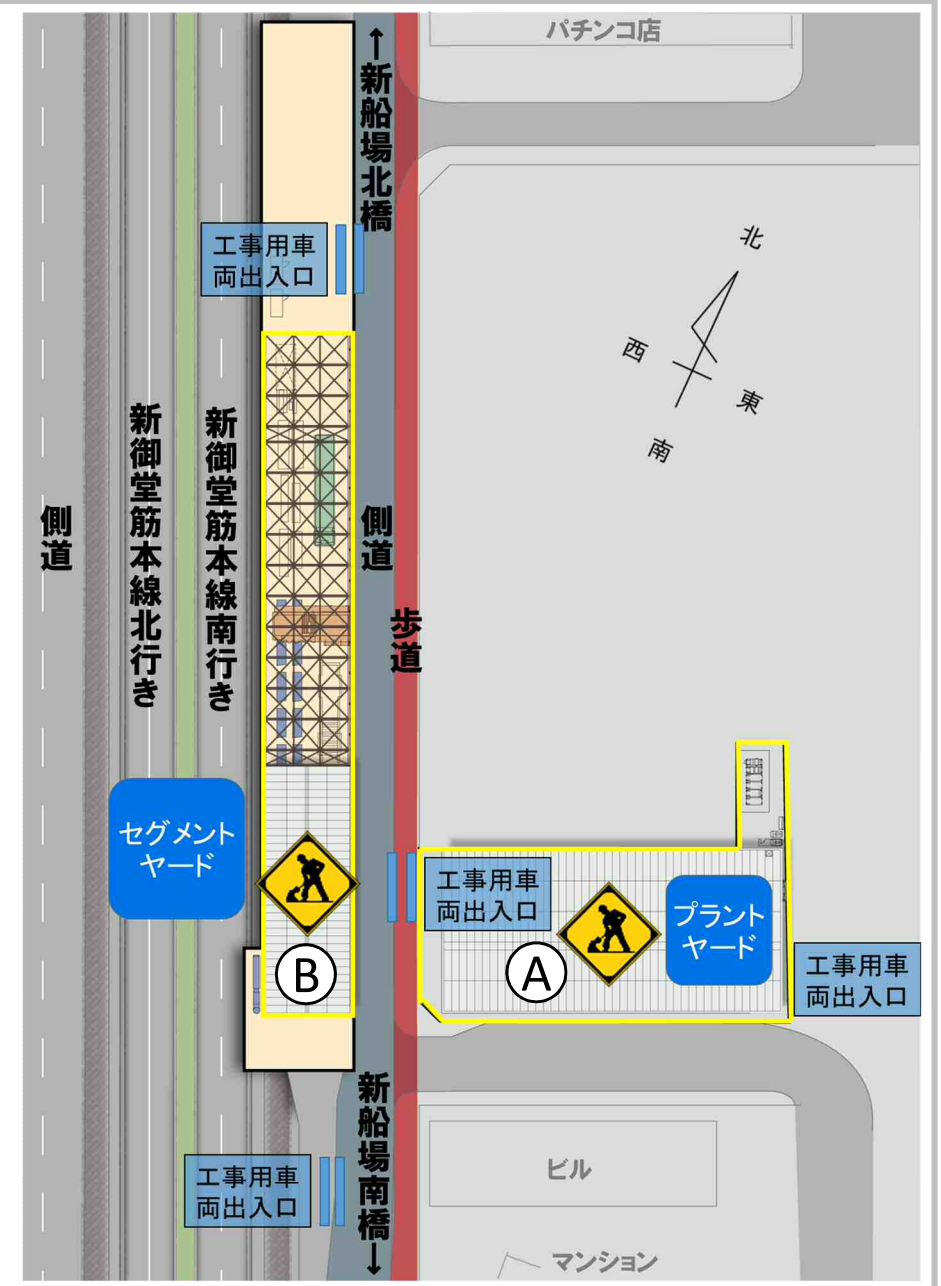 パチンコ店
↑新船場北橋
工事用車
両出入口
北
西
東
南
側道
新御堂筋本線北行き
新御堂筋本線南行き
側道
歩道
セグメント
ヤード
工事用車
両出入口
プラント
ヤード
B
A
工事用車
両出入口
新船場南橋↓
工事用車
両出入口
ビル
マンション